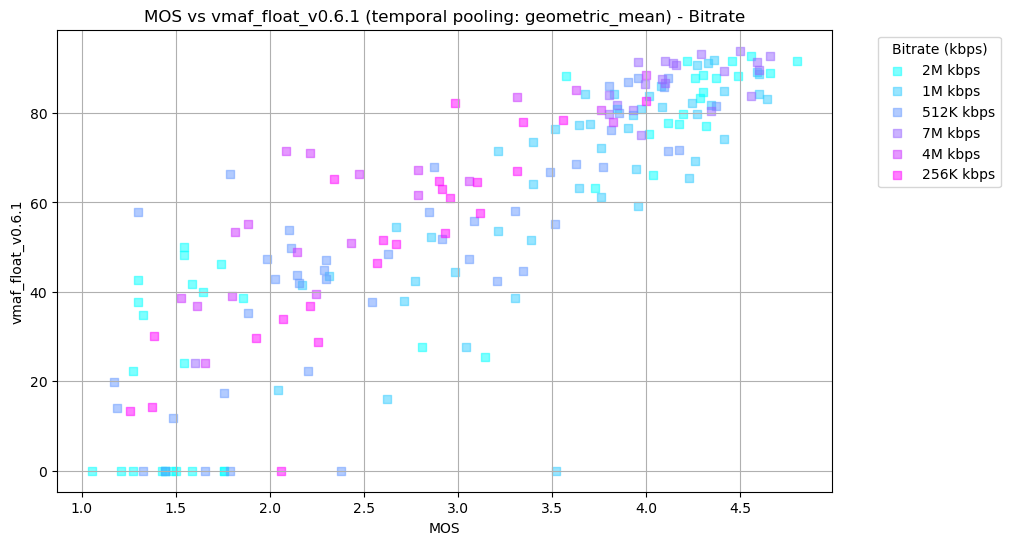 MOS vs vmaf_float_v0.6.1 (temporal pooling: geometric_mean) - Bitrate
Bitrate (kbps)
2M kbps
1M kbps
512K kbps
7M kbps
4M kbps
256K kbps
vmaf_float_v0.6.1
80
60
40
20
0
1.0 1.5 2.0 2.5 3.0 3.5 4.0 4.5
MOS